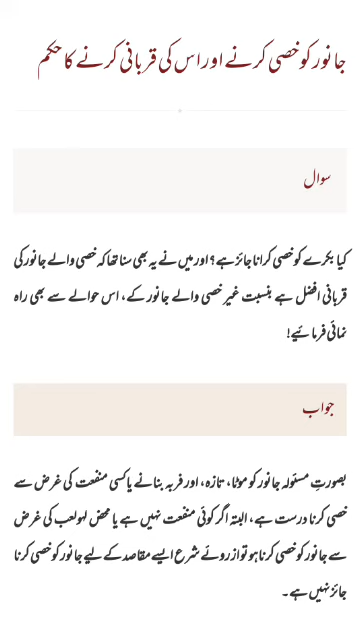 جانور کو خصی کرنے اور اس کی قربانی کرنے کا حکم
سوال
کیا بکرے کو خصی کرانا جائز ہے؟ اور میں نے یہ بھی سنا تھا کہ خصی والے جانور کی
قربانی افضل ہے بنسبت غیر خصی والے جانور کے، اس حوالے سے بھی راہ
نمائی فرمائیے!
جواب
بصورتِ مسئولہ جانور کو موٹا، تازہ، اور فربہ بنانے یا کسی منفعت کی غرض سے
خصی کرنا درست ہے، البتہ اگر کوئی منفعت نہیں ہے یا محض لہو لعب کی غرض
سے جانور کو خصی کرنا ہو تو از روئے شرع ایسے مقاصد کے لیے جانور کو خصی کرنا
جائز نہیں ہے۔